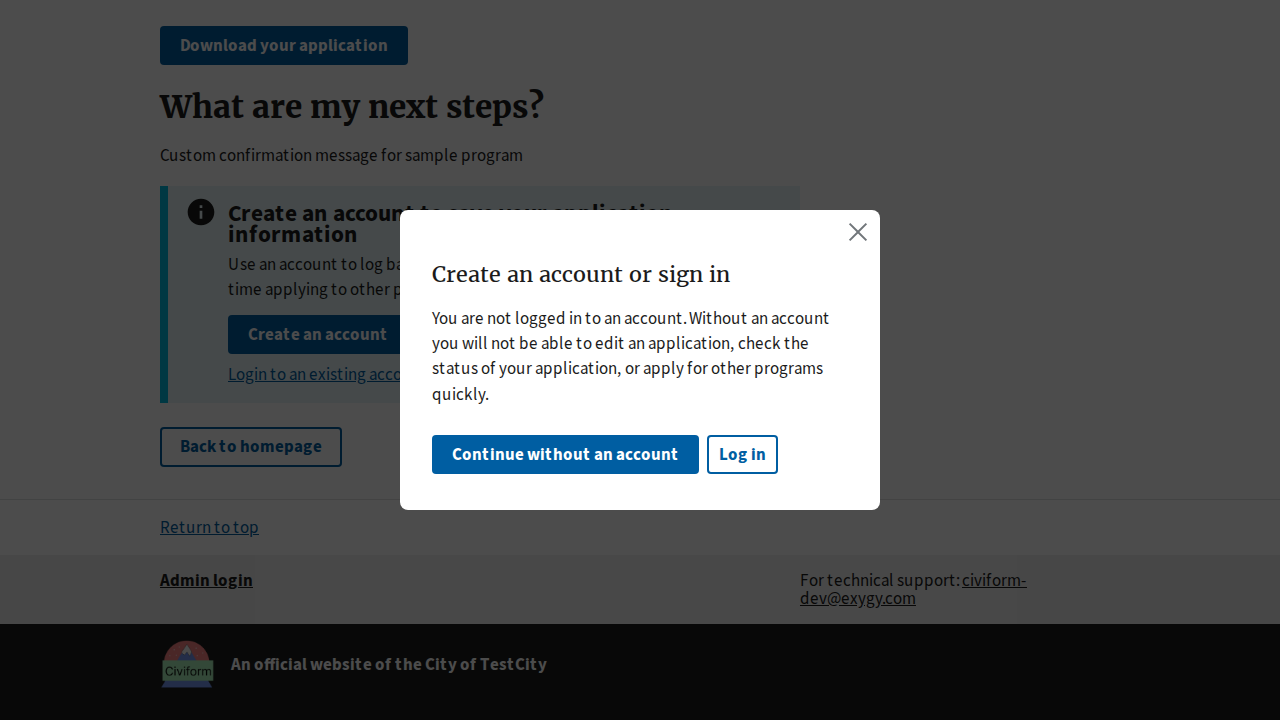 Download your application
What are my next steps?
Custom confirmation message for sample program
Create an account to save your application
information
Use an account to log ba
time applying to other p
Create an account
Login to an existing acco
Back to homepage
Create an account or sign in
You are not logged in to an account. Without an account
you will not be able to edit an application, check the
status of your application, or apply for other programs
quickly.
Continue without an account
Log in
Return to top
Admin login
For technical support: civiform-
dev@exygy.com
Civiform
An official website of the City of TestCity